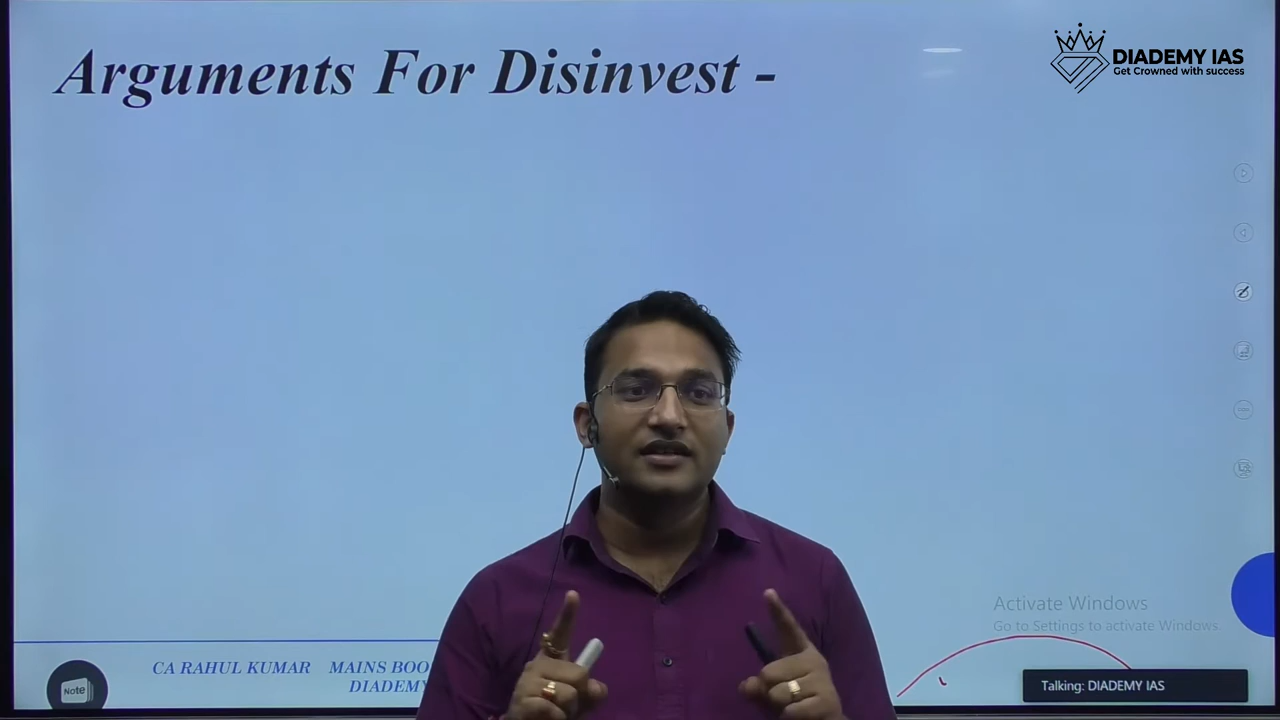 Arguments For Disinvest -
DIADEMY IAS
Get Crowned with success
Activate Windows
Go to Settings to activate Windows.
CA RAHUL KUMAR MAINS BOO
DIADEMY
Note
Talking: DIADEMY IAS